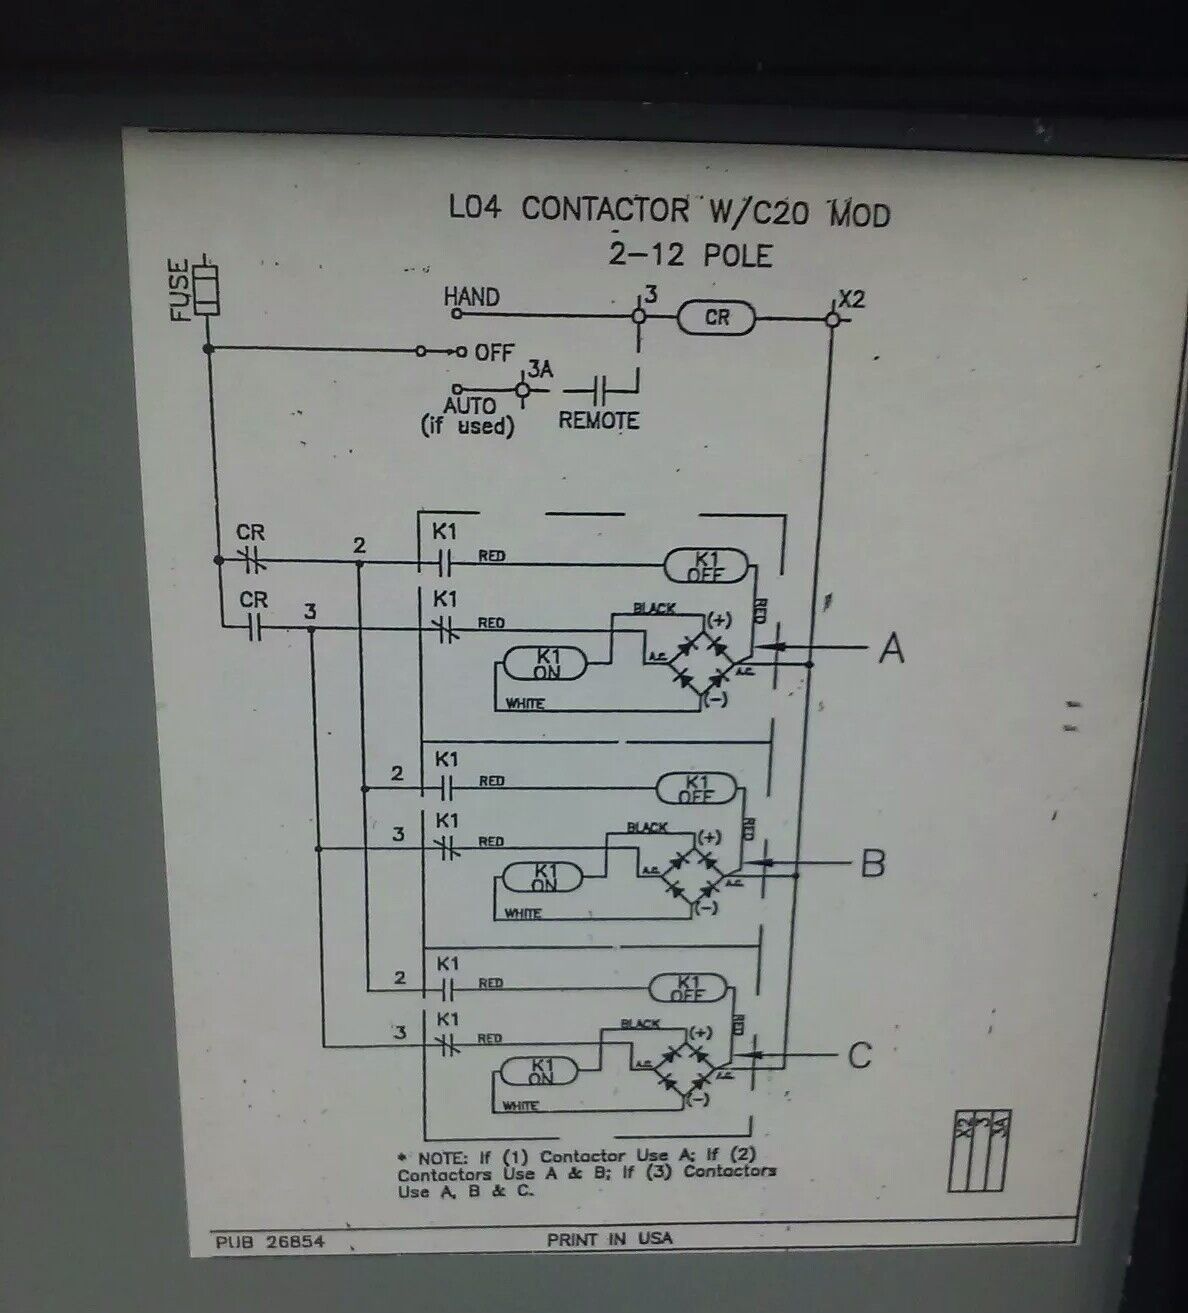 L04 CONTACTOR W/C20 MOD
2-12 POLE
FUSE
HAND
3
CR
X2
OFF
3A
AUTO
(if used)
REMOTE
CR
2
K1
RED
K1
OFF
CR
3
K1
RED
BLACK
(+)
RED
A
K1
ON
A.C.
A.C.
WHITE
(-)
2
K1
RED
K1
OFF
3
K1
RED
BLACK
(+)
RED
B
K1
ON
A.C.
A.C.
WHITE
(-)
2
K1
RED
K1
OFF
3
K1
RED
BLACK
(+)
RED
C
K1
ON
A.C.
A.C.
WHITE
(-)
X2
3
3A
* NOTE: If (1) Contactor Use A; If (2)
Contactors Use A & B; If (3) Contactors
Use A, B & C.
PUB 26854 PRINT IN USA